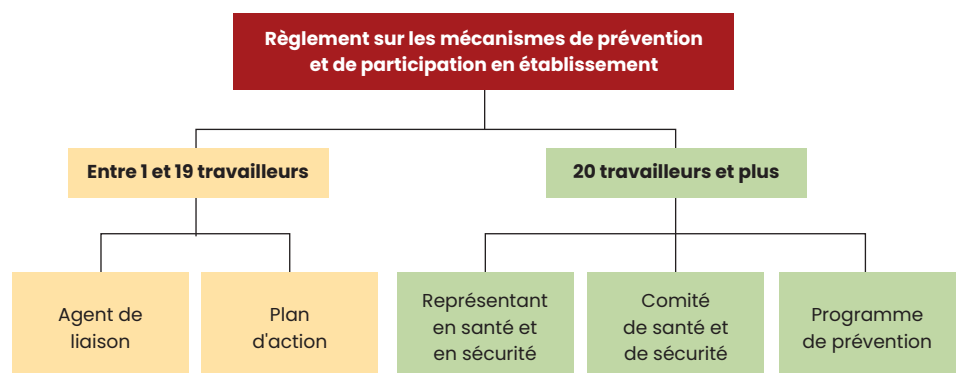 Règlement sur les mécanismes de prévention
et de participation en établissement
Entre 1 et 19 travailleurs
20 travailleurs et plus
Agent de
liaison
Plan
d'action
Représentant
en santé et
en sécurité
Comité
de santé et
de sécurité
Programme
de prévention